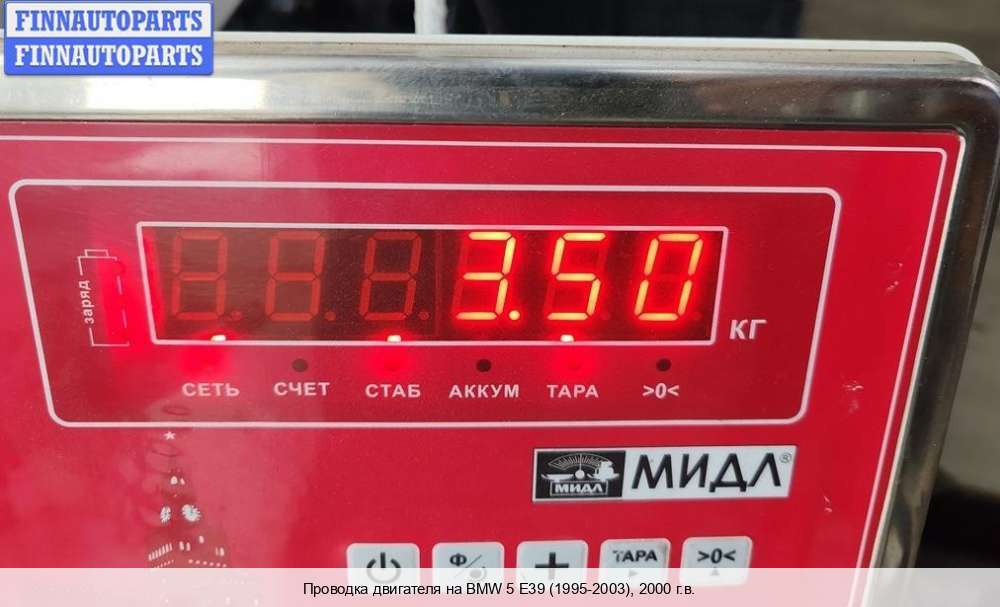 FINNAUTOPARTS
FINNAUTOPARTS
3.50
КГ
заряд
СЕТЬ СЧЕТ СТАБ АККУМ ТАРА >0<
МИДЛ МИДЛ®
Ф/
+ ТАРА >0<
Проводка двигателя на BMW 5 E39 (1995-2003), 2000 г.в.